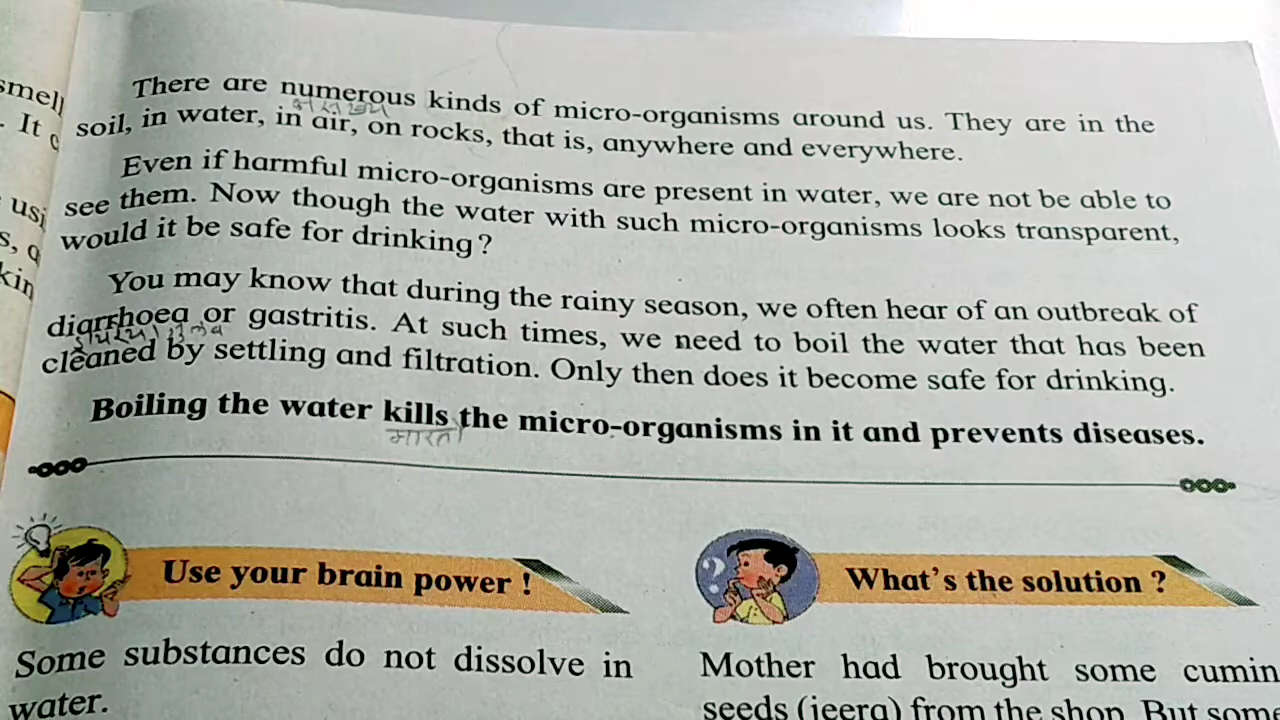 smell
. It
There are numerous kinds of micro-organisms around us. They are in the
soil, in water, in air, on rocks, that is, anywhere and everywhere.
Even if harmful micro-organisms are present in water, we are not be able to
see them. Now though the water with such micro-organisms looks transparent,
would it be safe for drinking?
You may know that during the rainy season, we often hear of an outbreak of
diarrhoea or gastritis. At such times, we need to boil the water that has been
cleaned by settling and filtration. Only then does it become safe for drinking.
Boiling the water kills the micro-organisms in it and prevents diseases.
मारता
Use your brain power !
Some substances do not dissolve in
water.
What's the solution ?
Mother had brought some cumin
seeds (jeera) from the shop. But some